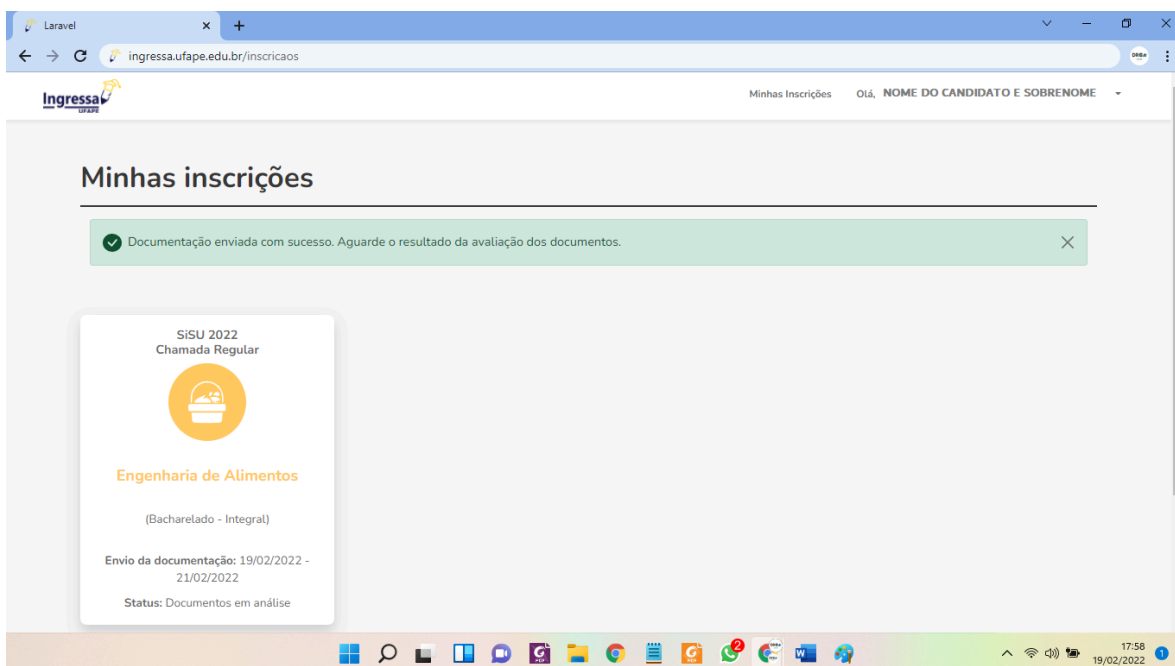 Laravel
ingressa.ufape.edu.br/inscricaos
Ingressa
UFAPE
Minhas Inscrições Olá, NOME DO CANDIDATO E SOBRENOME
Minhas inscrições
Documentação enviada com sucesso. Aguarde o resultado da avaliação dos documentos.
SiSU 2022
Chamada Regular
Engenharia de Alimentos
(Bacharelado - Integral)
Envio da documentação: 19/02/2022 -
21/02/2022
Status: Documentos em análise
2
17:58
19/02/2022
1